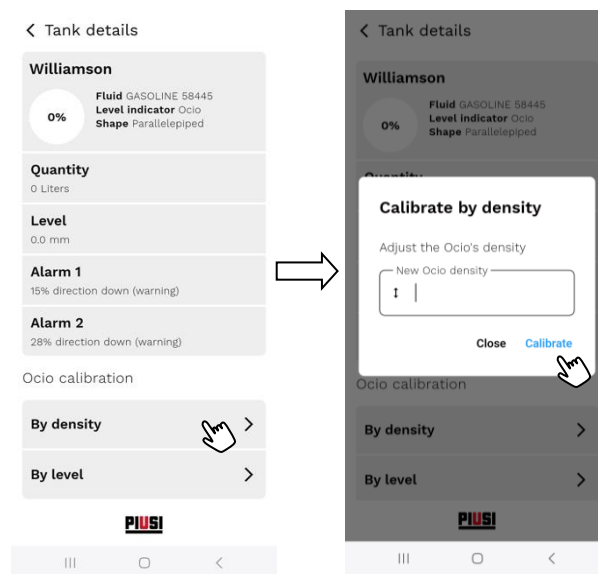 Tank details
Williamson
0%
Fluid GASOLINE 58445
Level indicator Ocio
Shape Parallelepiped
Quantity
0 Liters
Level
0.0 mm
Alarm 1
15% direction down (warning)
Alarm 2
28% direction down (warning)
Ocio calibration
By density
By level
PIUSI
Tank details
Williamson
0%
Fluid GASOLINE 58445
Level indicator Ocio
Shape Parallelepiped
Quantity
Calibrate by density
Adjust the Ocio's density
New Ocio density
Close Calibrate
Ocio calibration
By density
By level
PIUSI